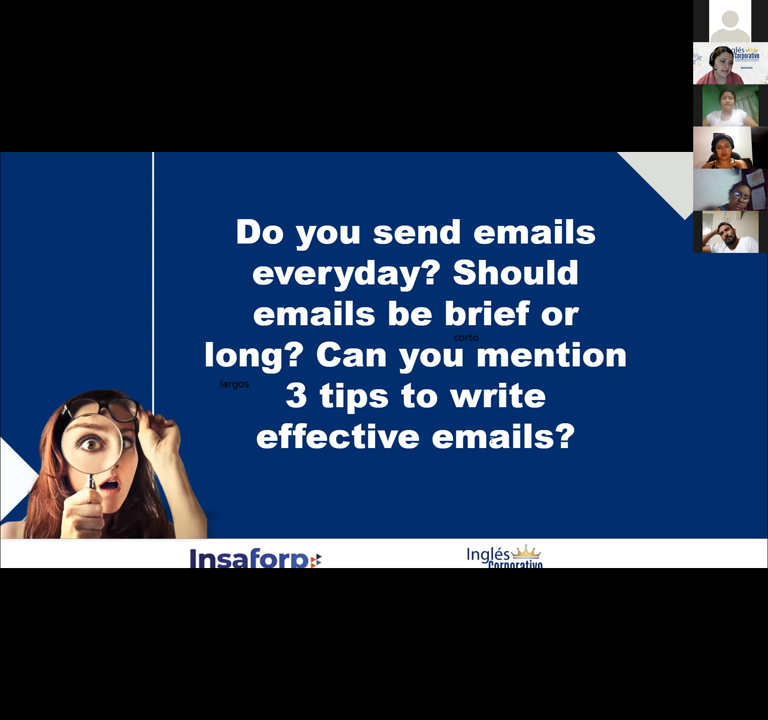 Do you send emails
everyday? Should
emails be brief or
corto
long? Can you mention
largos
3 tips to write
effective emails?
Insaforp
Inglés
Corporativo